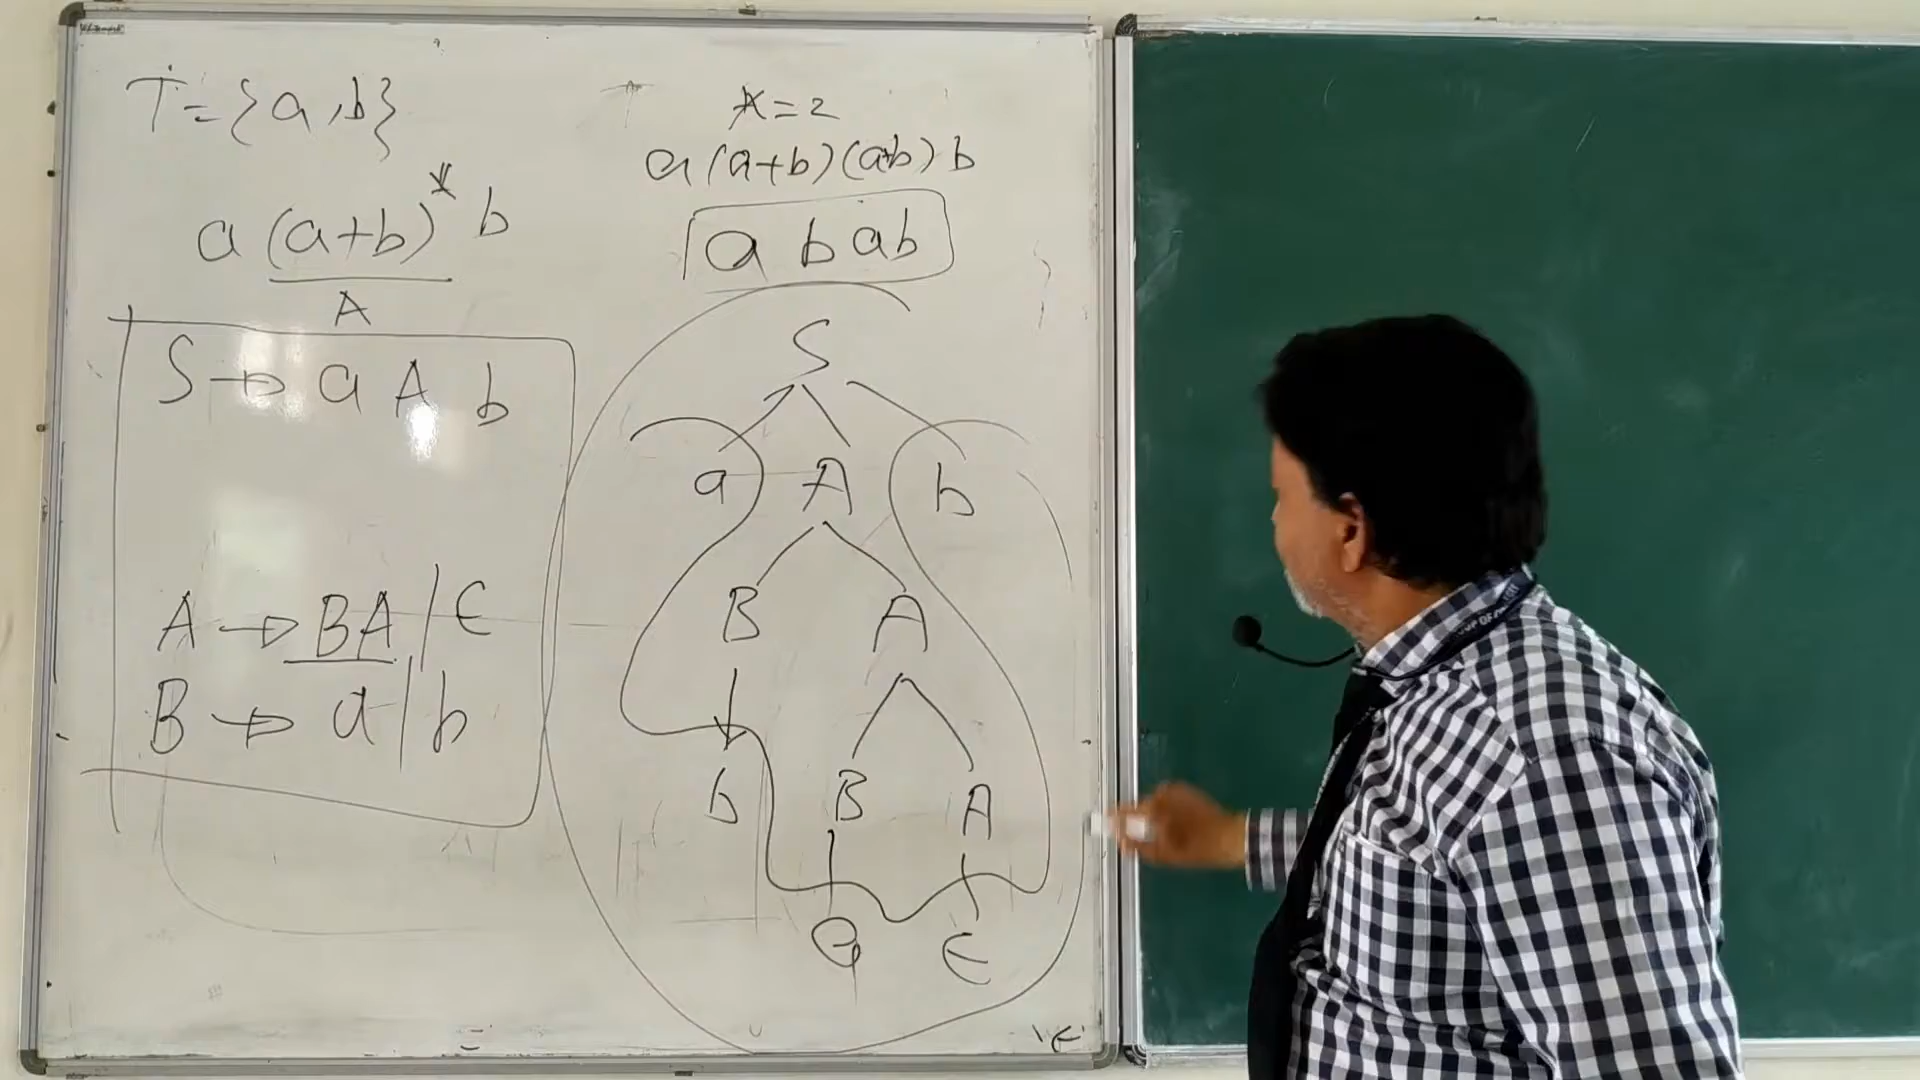 T = {a, b}
a (a+b)* b
A
S → a A b
A → BA / ε
B → a / b
* = 2
a (a+b) (a+b) b
a b a b
S
a A b
B A
b B A
a ε